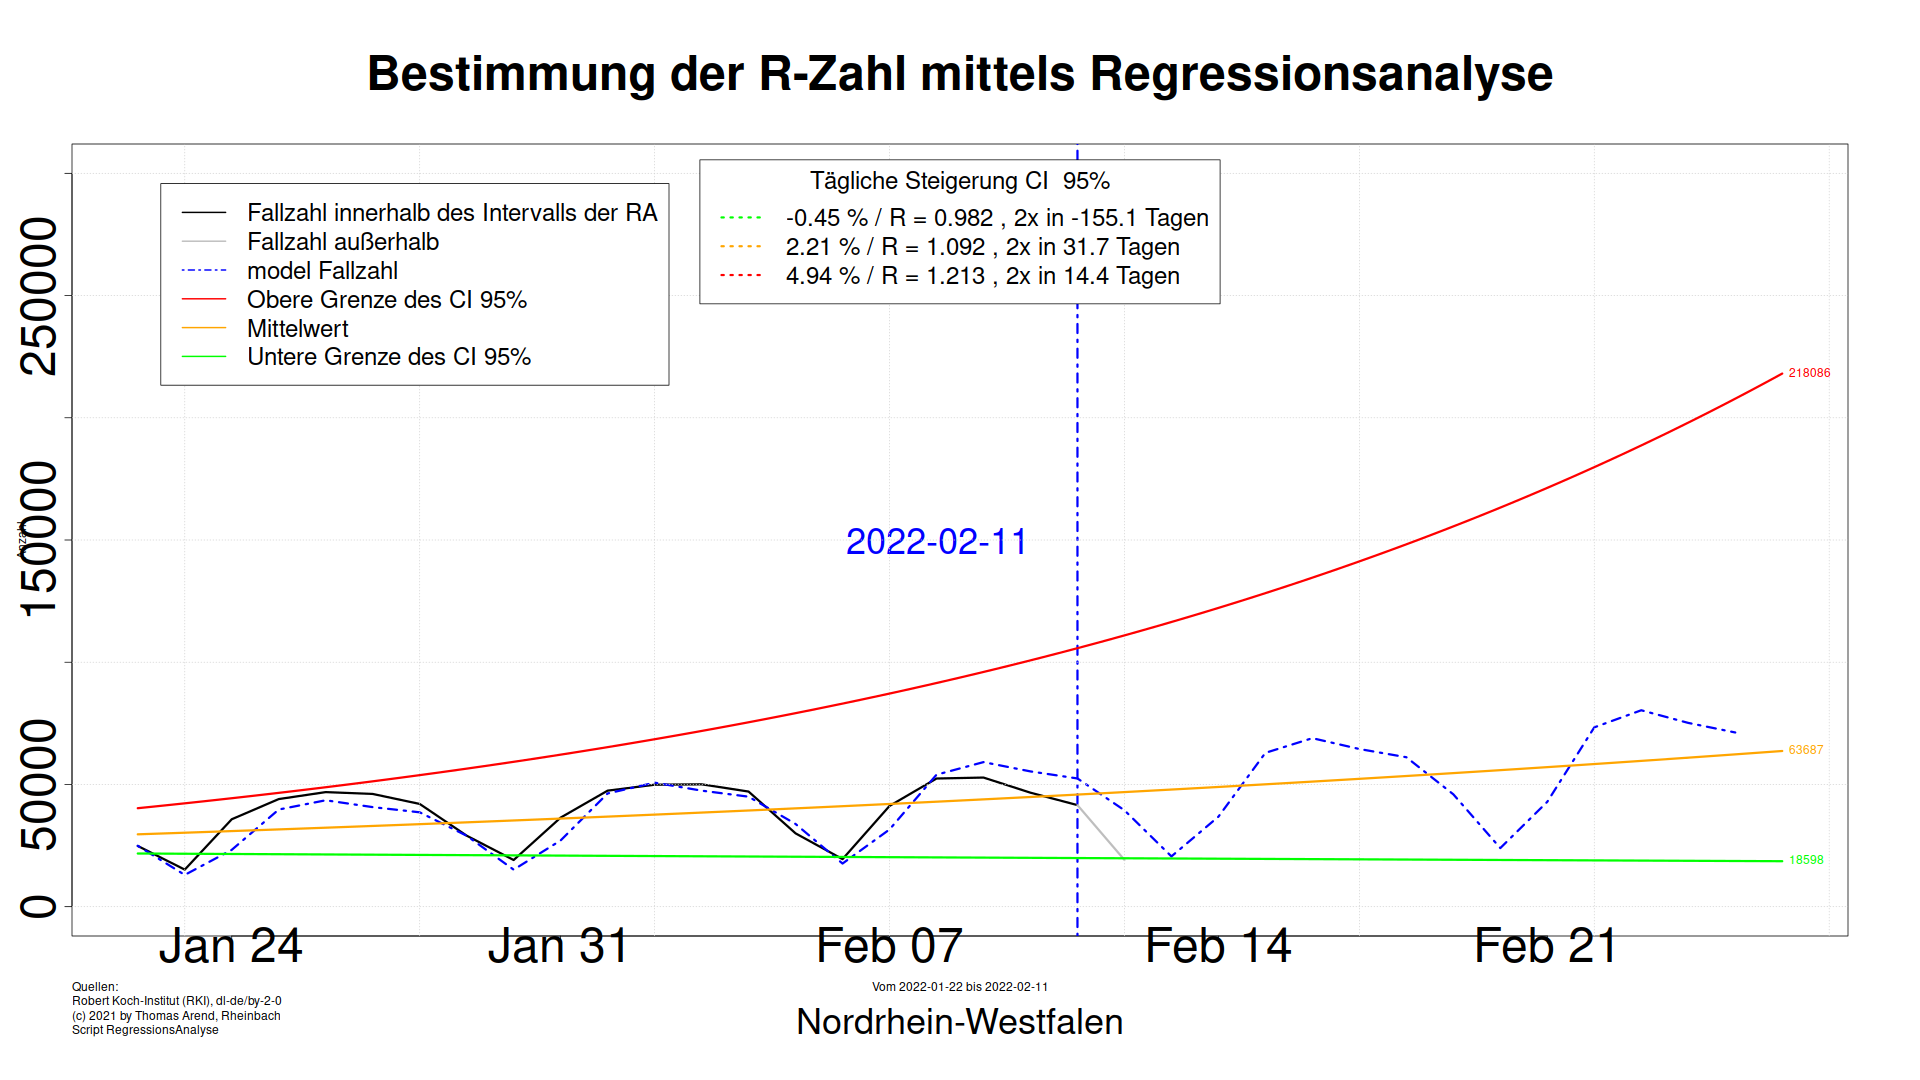 Bestimmung der R-Zahl mittels Regressionsanalyse
Tägliche Steigerung CI  95%
-0.45 % / R = 0.982 , 2x in -155.1 Tagen
2.21 % / R = 1.092 , 2x in 31.7 Tagen
4.94 % / R = 1.213 , 2x in 14.4 Tagen
Fallzahl innerhalb des Intervalls der RA
Fallzahl außerhalb
model Fallzahl
Obere Grenze des CI 95%
Mittelwert
Untere Grenze des CI 95%
250000
150000
50000
0
Anzahl
2022-02-11
218086
63687
18598
Jan 24
Jan 31
Feb 07
Feb 14
Feb 21
Quellen:
Robert Koch-Institut (RKI), dl-de/by-2-0
(c) 2021 by Thomas Arend, Rheinbach
Script RegressionsAnalyse
Vom 2022-01-22 bis 2022-02-11
Nordrhein-Westfalen